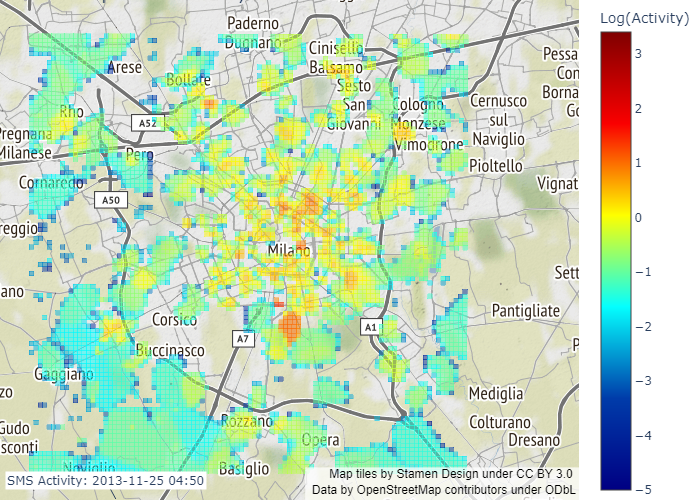 Log(Activity)
3
2
1
0
−1
−2
−3
−4
−5
Paderno
Dugnano
Cinisello
Balsamo
Arese
Bollate
Sesto
San
Giovanni
Cologno
Monzese
Cernusco
sul
Naviglio
Pessa
Con
Borna
Go
Rho
A52
Pregnana
Milanese
Pero
Vimodrone
Pioltello
Cornaredo
A50
Vignat
reggio
Milano
Sett
ano
Corsico
A7
A1
Pantigliate
Buccinasco
P
Gaggiano
zo
Mediglia
Gudo
sconti
Rozzano
Opera
Colturano
Dresano
Noviglio
Basiglio
SMS Activity: 2013-11-25 04:50
Map tiles by Stamen Design under CC BY 3.0
Data by OpenStreetMap contributors under ODbL